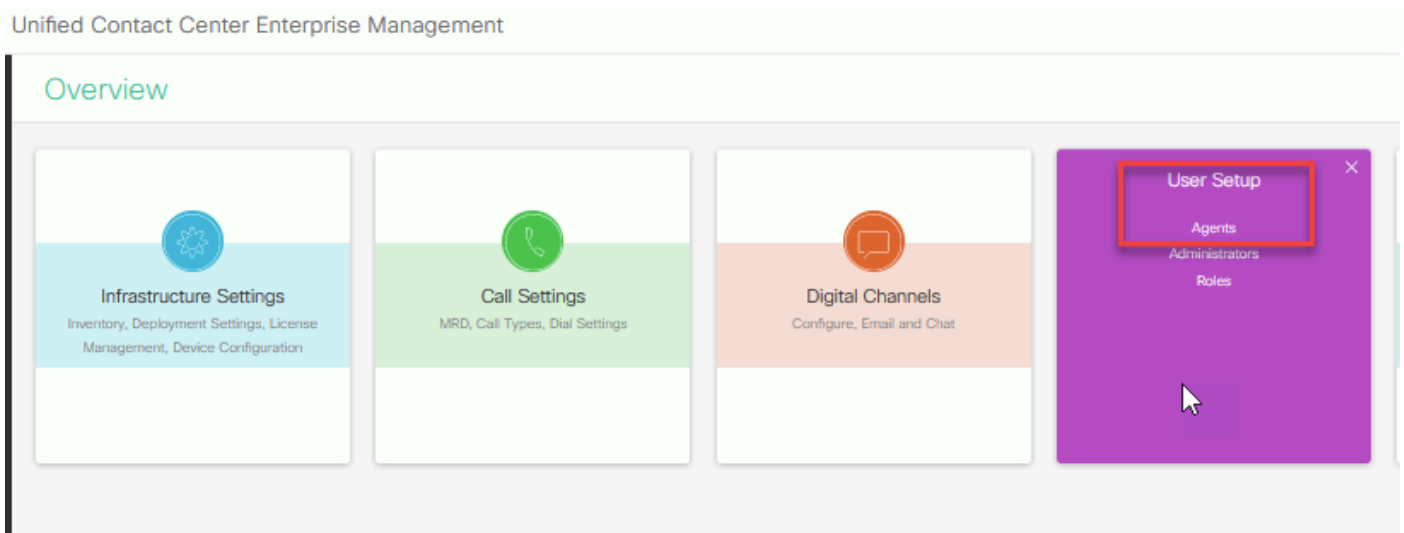 Unified Contact Center Enterprise Management
Overview
Infrastructure Settings
Inventory, Deployment Settings, License
Management, Device Configuration
Call Settings
MRD, Call Types, Dial Settings
Digital Channels
Configure, Email and Chat
User Setup
Agents
Administrators
Roles